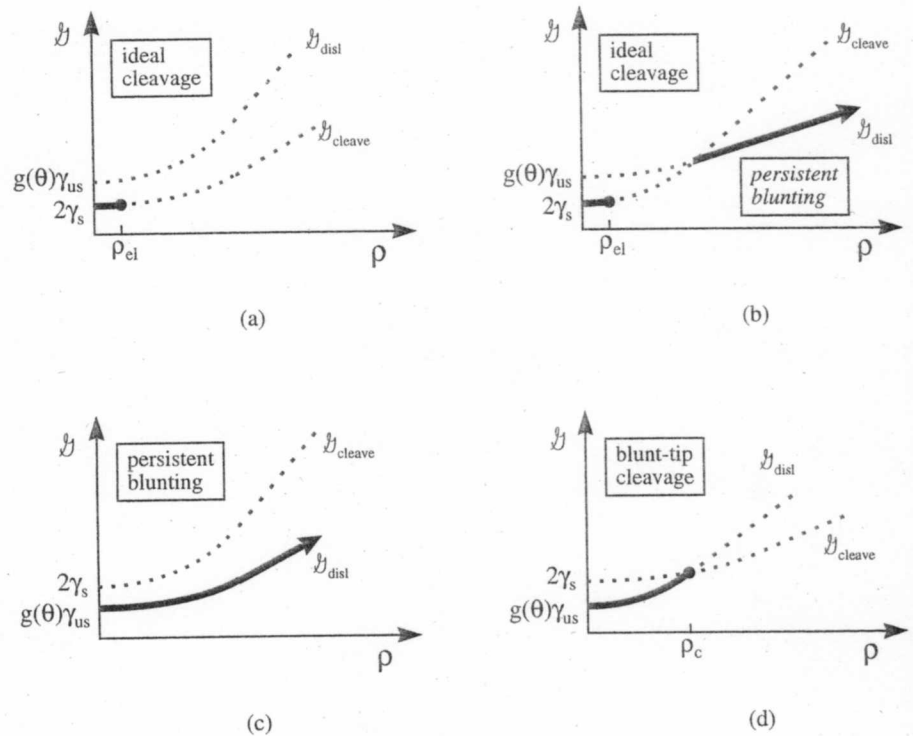 𝒢
ideal
cleavage
𝒢disl
𝒢cleave
g(θ)γus
2γs
ρel
ρ
(a)
𝒢
ideal
cleavage
𝒢cleave
𝒢disl
persistent
blunting
g(θ)γus
2γs
ρel
ρ
(b)
𝒢
persistent
blunting
𝒢cleave
𝒢disl
2γs
g(θ)γus
ρ
(c)
𝒢
blunt-tip
cleavage
𝒢disl
𝒢cleave
2γs
g(θ)γus
ρc
ρ
(d)